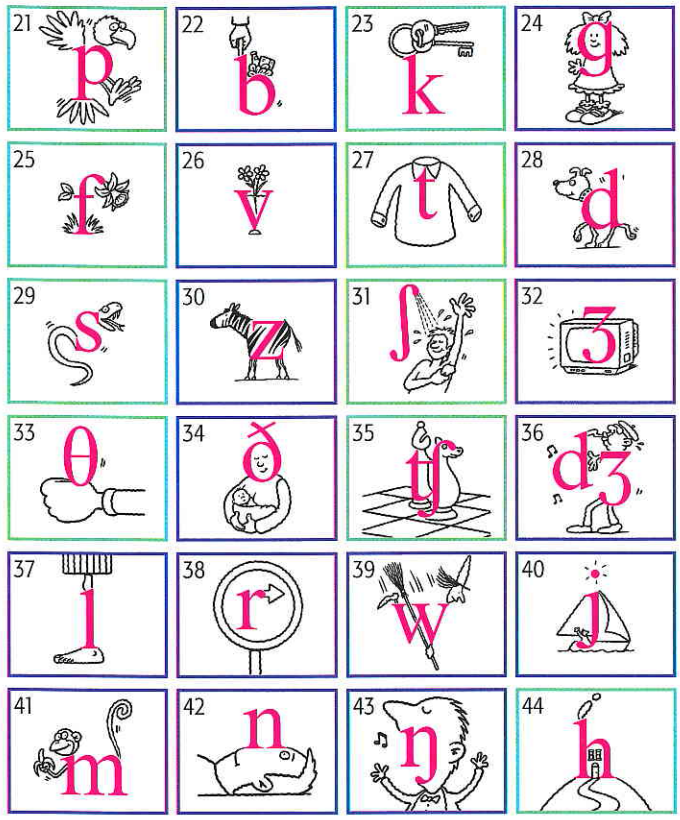 21 p
22 b
23 k
24 g
25 f
26 v
27 t
28 d
29 s
30 z
31 ʃ
32 ʒ
33 θ
34 ð
35 tʃ
36 dʒ
37 l
38 r
39 w
40 j
41 m
42 n
43 ŋ
44 h